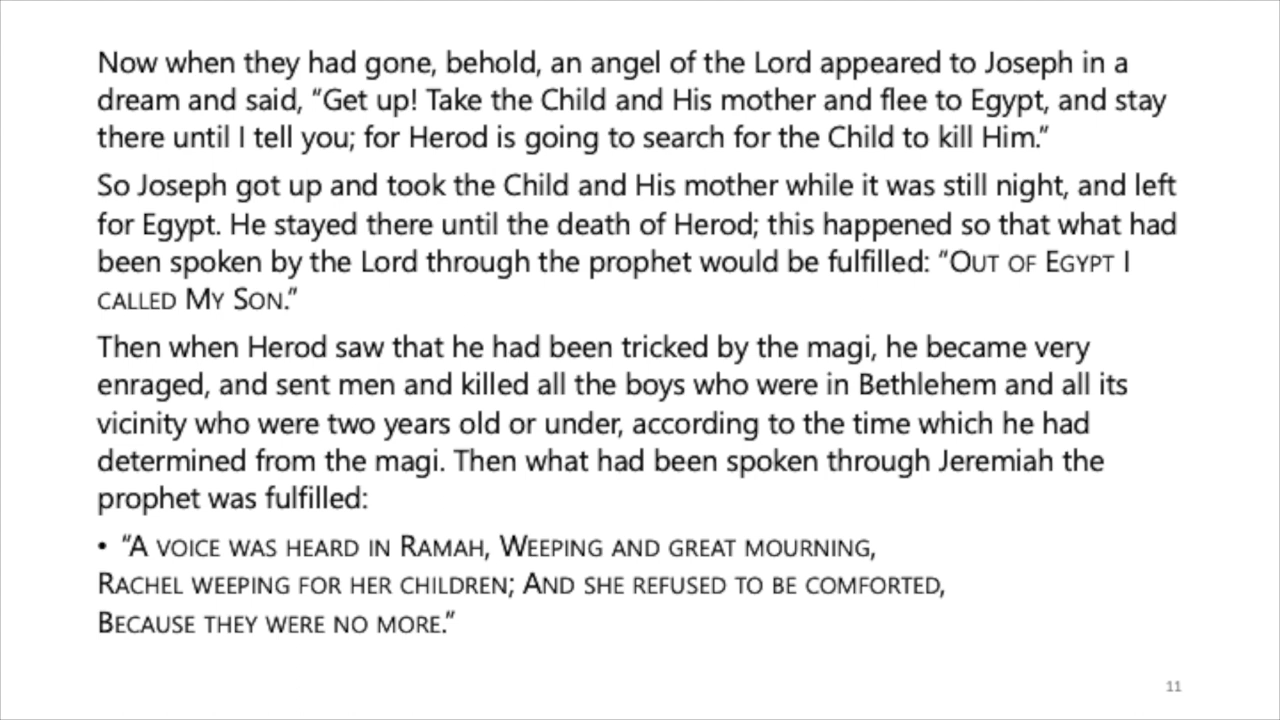 Now when they had gone, behold, an angel of the Lord appeared to Joseph in a
dream and said, “Get up! Take the Child and His mother and flee to Egypt, and stay
there until I tell you; for Herod is going to search for the Child to kill Him.”
So Joseph got up and took the Child and His mother while it was still night, and left
for Egypt. He stayed there until the death of Herod; this happened so that what had
been spoken by the Lord through the prophet would be fulfilled: “Out of Egypt I
called My Son.”
Then when Herod saw that he had been tricked by the magi, he became very
enraged, and sent men and killed all the boys who were in Bethlehem and all its
vicinity who were two years old or under, according to the time which he had
determined from the magi. Then what had been spoken through Jeremiah the
prophet was fulfilled:
• “A voice was heard in Ramah, Weeping and great mourning,
Rachel weeping for her children; And she refused to be comforted,
Because they were no more.”
11